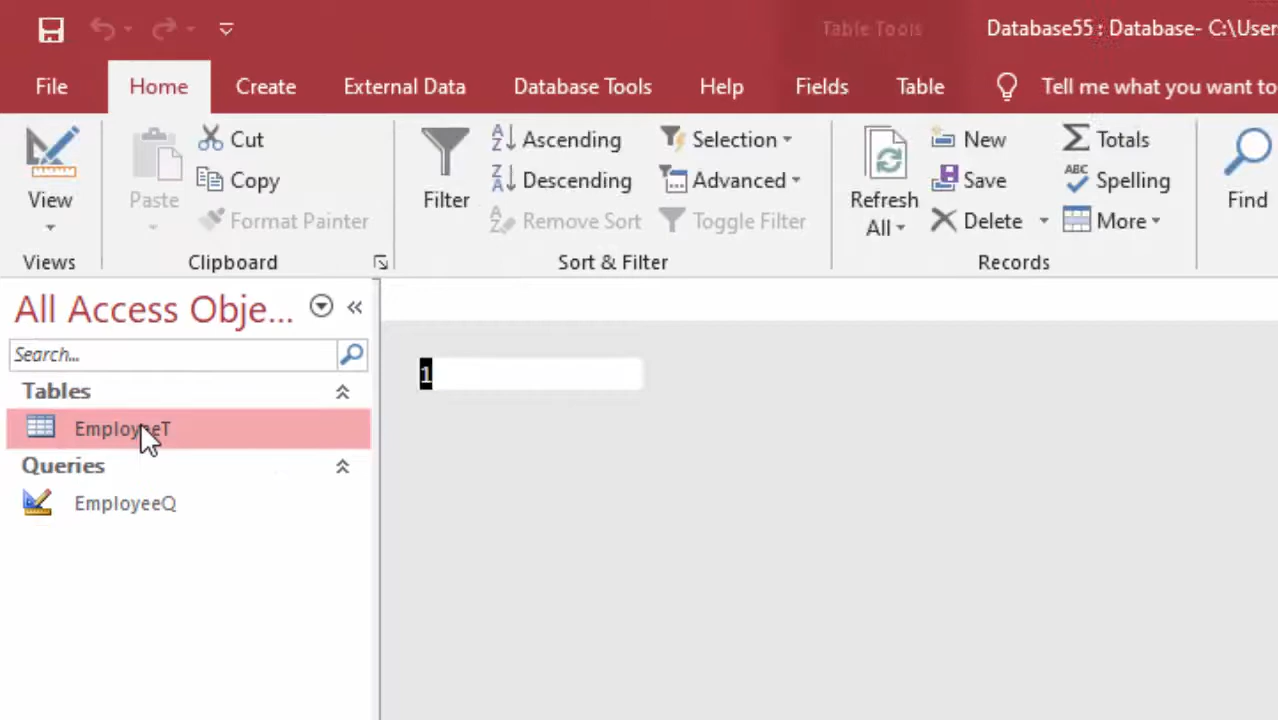 Table Tools
Database55 : Database- C:\User
File Home Create External Data Database Tools Help Fields Table Tell me what you want to
View
Views
Paste
Cut
Copy
Format Painter
Clipboard
Filter
Ascending
Descending
Remove Sort
Selection
Advanced
Toggle Filter
Sort & Filter
Refresh
All
New
Save
Delete
Totals
Spelling
More
Records
Find
All Access Obje...
Search...
Tables
EmployeeT
Queries
EmployeeQ
1